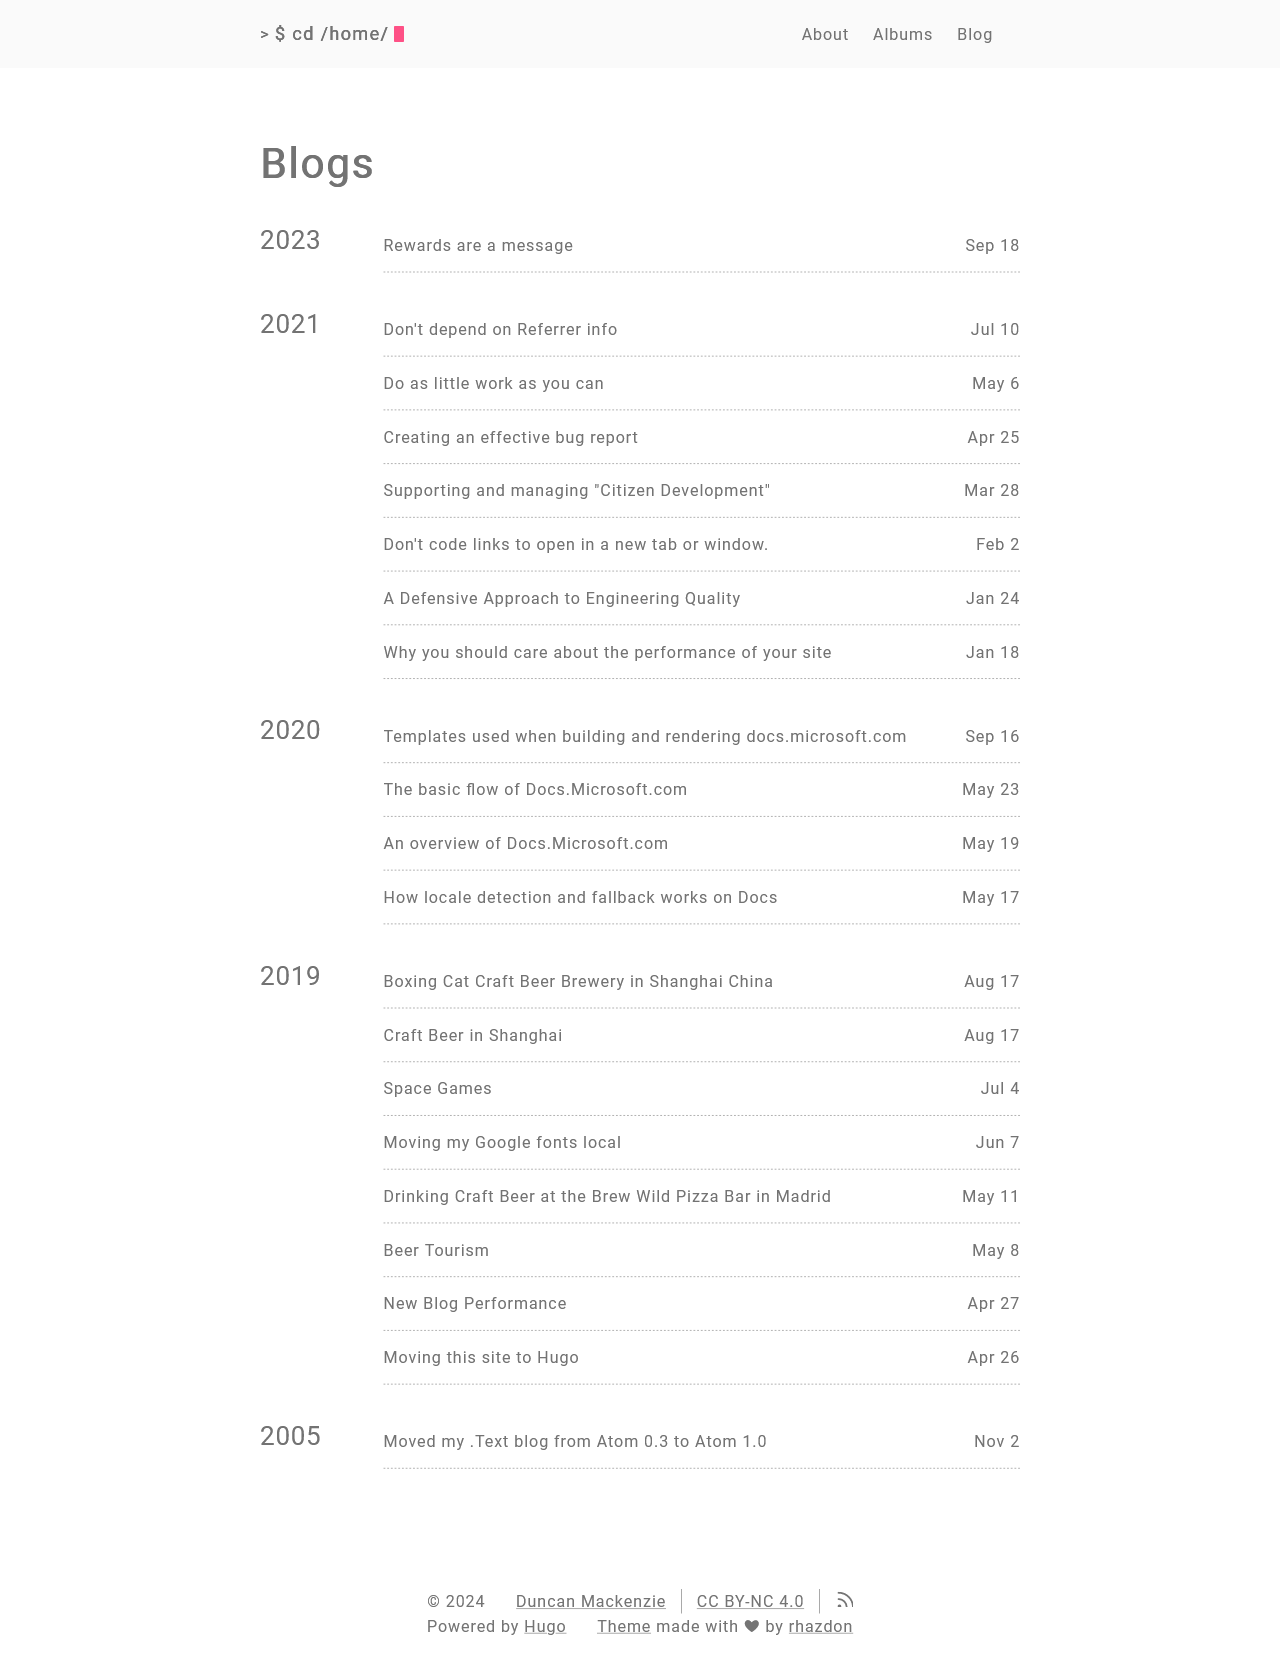 > $ cd /home/
About Albums Blog
Blogs
2023
Rewards are a message Sep 18
2021
Don't depend on Referrer info Jul 10
Do as little work as you can May 6
Creating an effective bug report Apr 25
Supporting and managing "Citizen Development" Mar 28
Don't code links to open in a new tab or window. Feb 2
A Defensive Approach to Engineering Quality Jan 24
Why you should care about the performance of your site Jan 18
2020
Templates used when building and rendering docs.microsoft.com Sep 16
The basic flow of Docs.Microsoft.com May 23
An overview of Docs.Microsoft.com May 19
How locale detection and fallback works on Docs May 17
2019
Boxing Cat Craft Beer Brewery in Shanghai China Aug 17
Craft Beer in Shanghai Aug 17
Space Games Jul 4
Moving my Google fonts local Jun 7
Drinking Craft Beer at the Brew Wild Pizza Bar in Madrid May 11
Beer Tourism May 8
New Blog Performance Apr 27
Moving this site to Hugo Apr 26
2005
Moved my .Text blog from Atom 0.3 to Atom 1.0 Nov 2
© 2024 Duncan Mackenzie | CC BY-NC 4.0 |
Powered by Hugo Theme made with ♥ by rhazdon